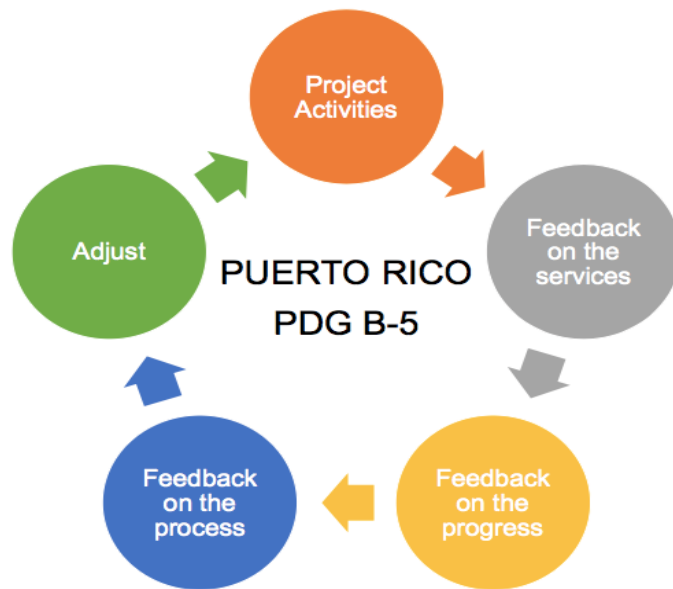 Project
Activities
Feedback
on the
services
Feedback
on the
progress
Feedback
on the
process
Adjust
PUERTO RICO
PDG B-5